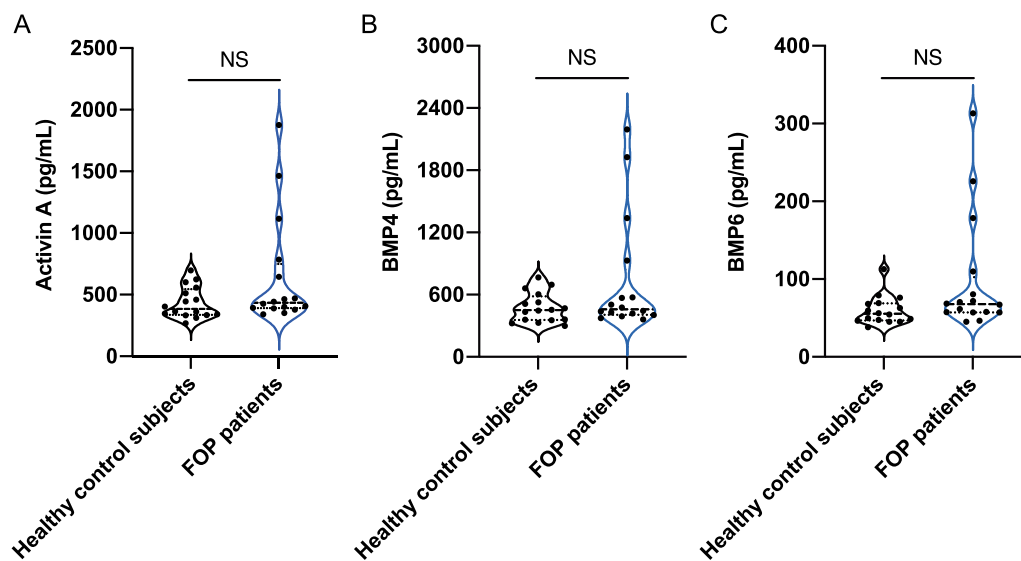 A
NS
Activin A (pg/mL)
2500
2000
1500
1000
500
0
Healthy control subjects
FOP patients
B
NS
BMP4 (pg/mL)
3000
2400
1800
1200
600
0
Healthy control subjects
FOP patients
C
NS
BMP6 (pg/mL)
400
300
200
100
0
Healthy control subjects
FOP patients